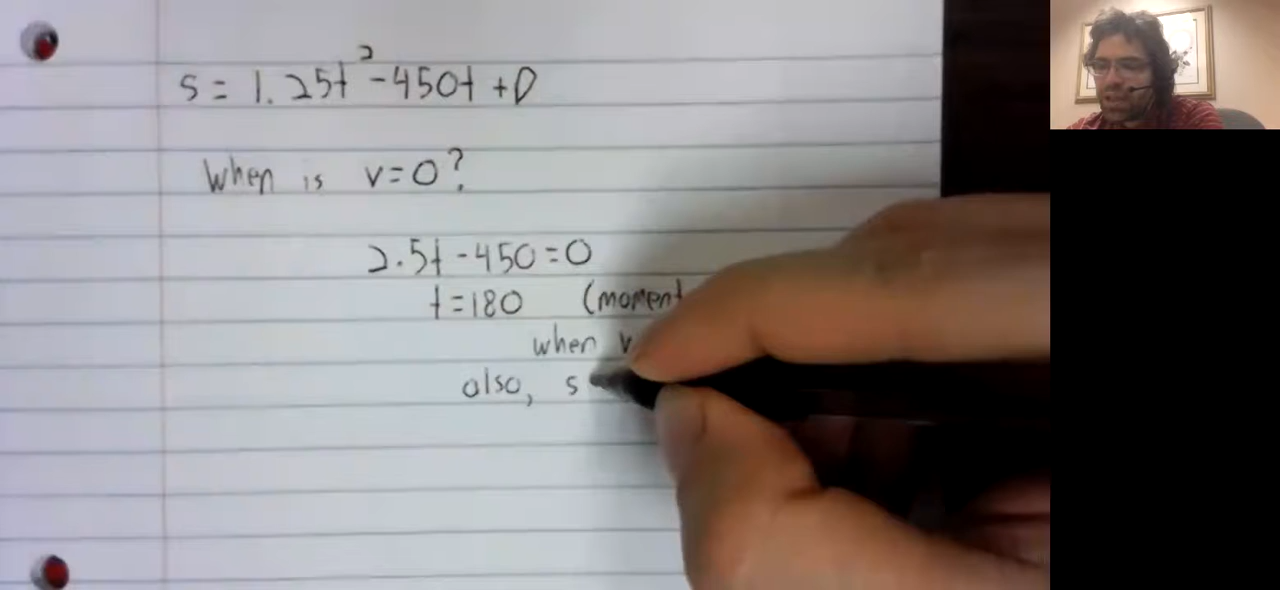 s = 1.25t² - 450t + D
When is v=0?
2.5t - 450 = 0
t = 180 (moment
when v
also, s